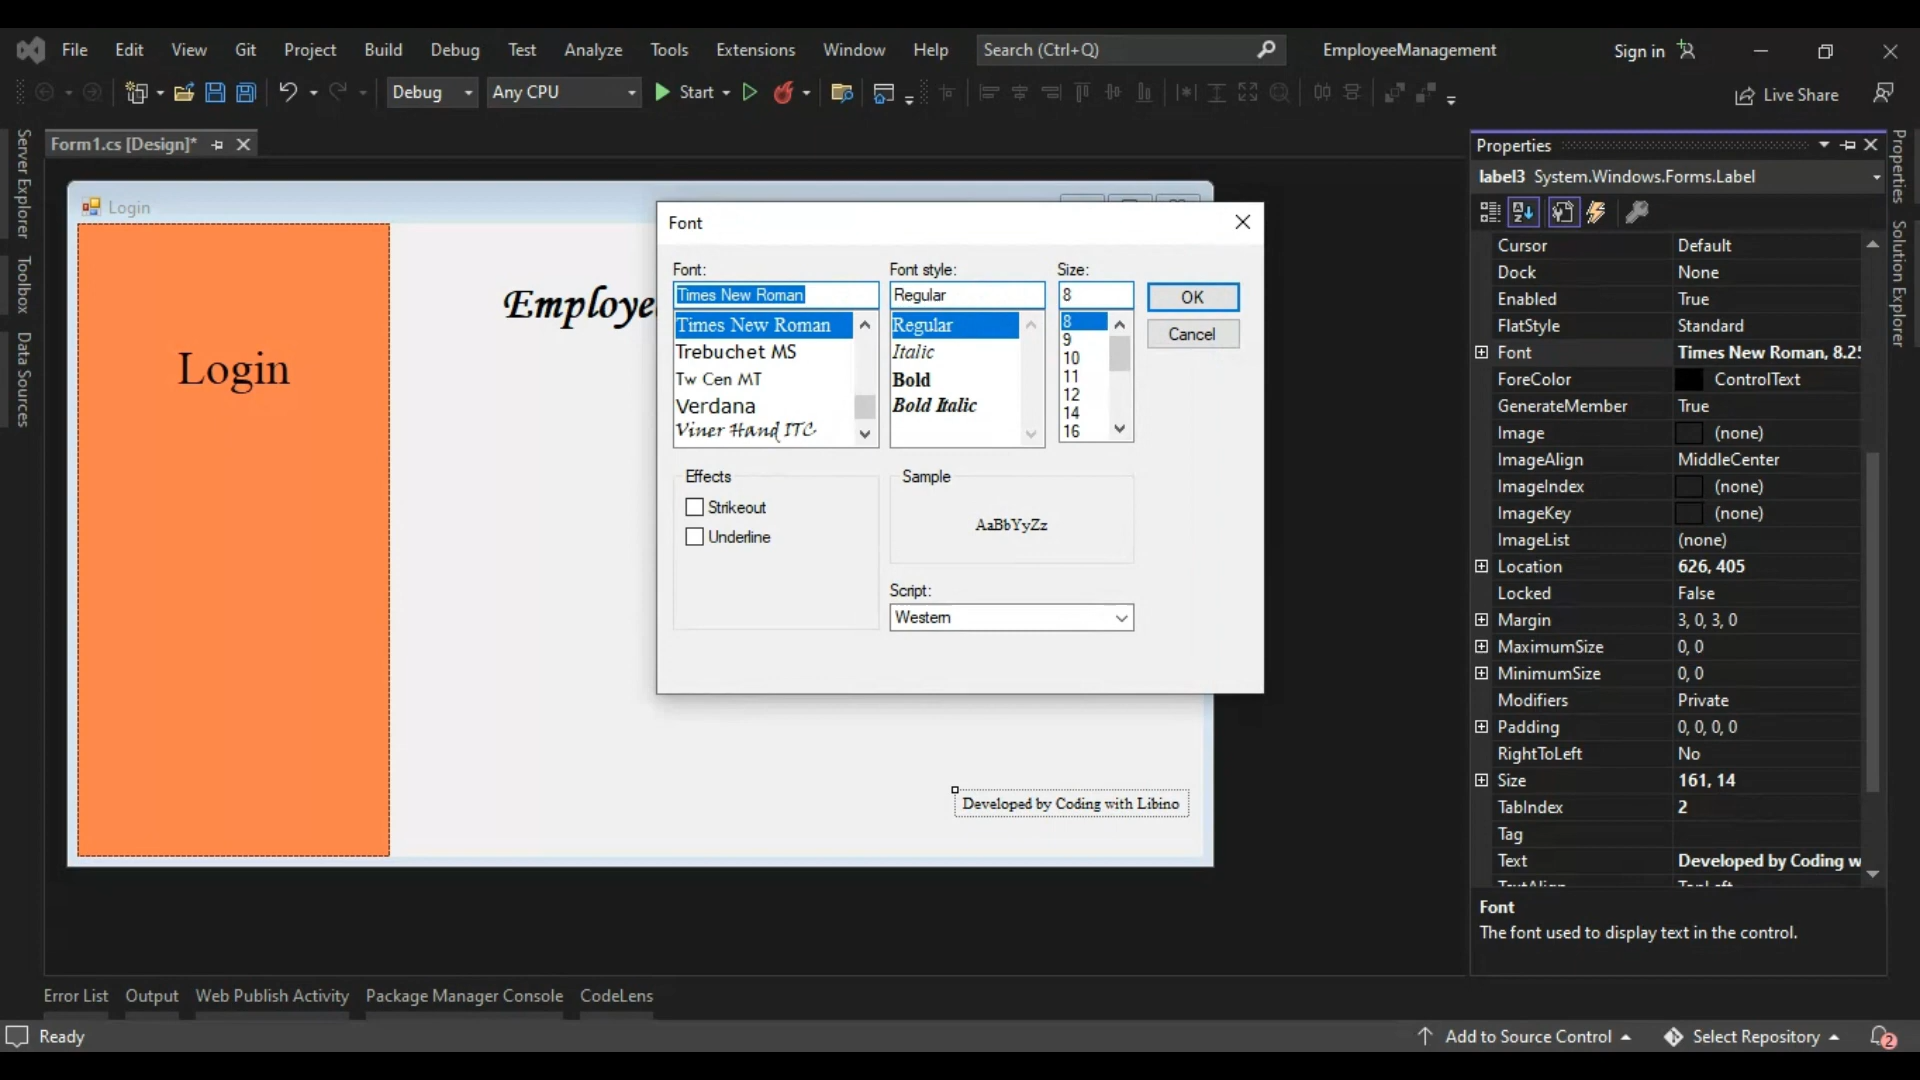 File Edit View Git Project Build Debug Test Analyze Tools Extensions Window Help Search (Ctrl+Q) EmployeeManagement Sign in
Debug Any CPU Start Live Share
Server Explorer
Toolbox
Data Sources
Form1.cs [Design]*
Login
Login
Employe
Font
Font: Font style: Size:
Times New Roman Regular 8 OK
Times New Roman Regular 8
Cancel
Trebuchet MS Italic 9
Tw Cen MT Bold 10
Verdana Bold Italic 11
Viner Hand ITC 12
14
16
Effects Sample
Strikeout
Underline
AaBbYyZz
Script:
Western
Developed by Coding with Libino
Properties
label3 System.Windows.Forms.Label
Cursor Default
Dock None
Enabled True
FlatStyle Standard
Font Times New Roman, 8.25
ForeColor ControlText
GenerateMember True
Image (none)
ImageAlign MiddleCenter
ImageIndex (none)
ImageKey (none)
ImageList (none)
Location 626, 405
Locked False
Margin 3, 0, 3, 0
MaximumSize 0, 0
MinimumSize 0, 0
Modifiers Private
Padding 0, 0, 0, 0
RightToLeft No
Size 161, 14
TabIndex 2
Tag
Text Developed by Coding w
TextAlign TopLeft
Font
The font used to display text in the control.
Properties
Solution Explorer
Error List Output Web Publish Activity Package Manager Console CodeLens
Ready Add to Source Control Select Repository 2